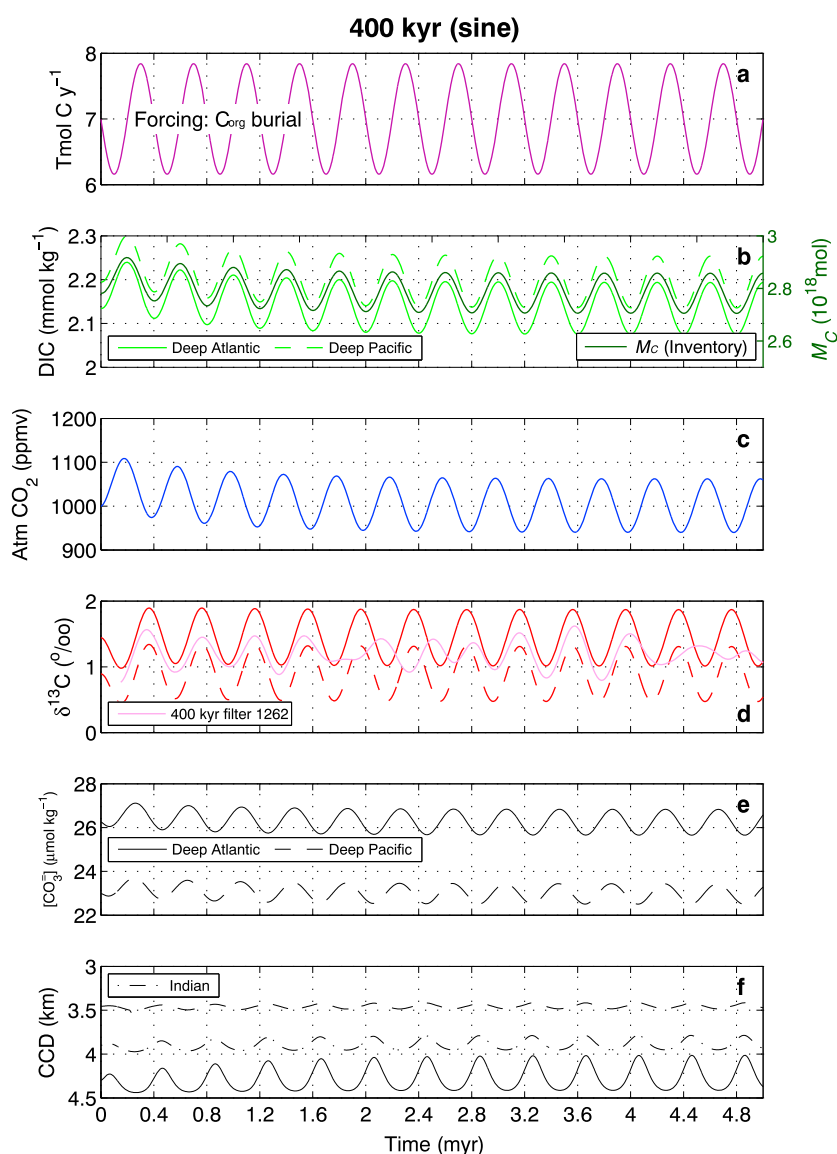 400 kyr (sine)
8
7
6
Tmol C y⁻¹
Forcing: Corg burial
a
2.3
2.2
2.1
2
DIC (mmol kg⁻¹)
b
3
2.8
2.6
M_C (10¹⁸mol)
Deep Atlantic Deep Pacific
M_C (Inventory)
1200
1100
1000
900
Atm CO₂ (ppmv)
c
2
1
0
δ¹³C (⁰/oo)
400 kyr filter 1262
d
28
26
24
22
[CO₃⁼] (μmol kg⁻¹)
e
Deep Atlantic Deep Pacific
3
3.5
4
4.5
CCD (km)
Indian
f
0 0.4 0.8 1.2 1.6 2 2.4 2.8 3.2 3.6 4 4.4 4.8
Time (myr)